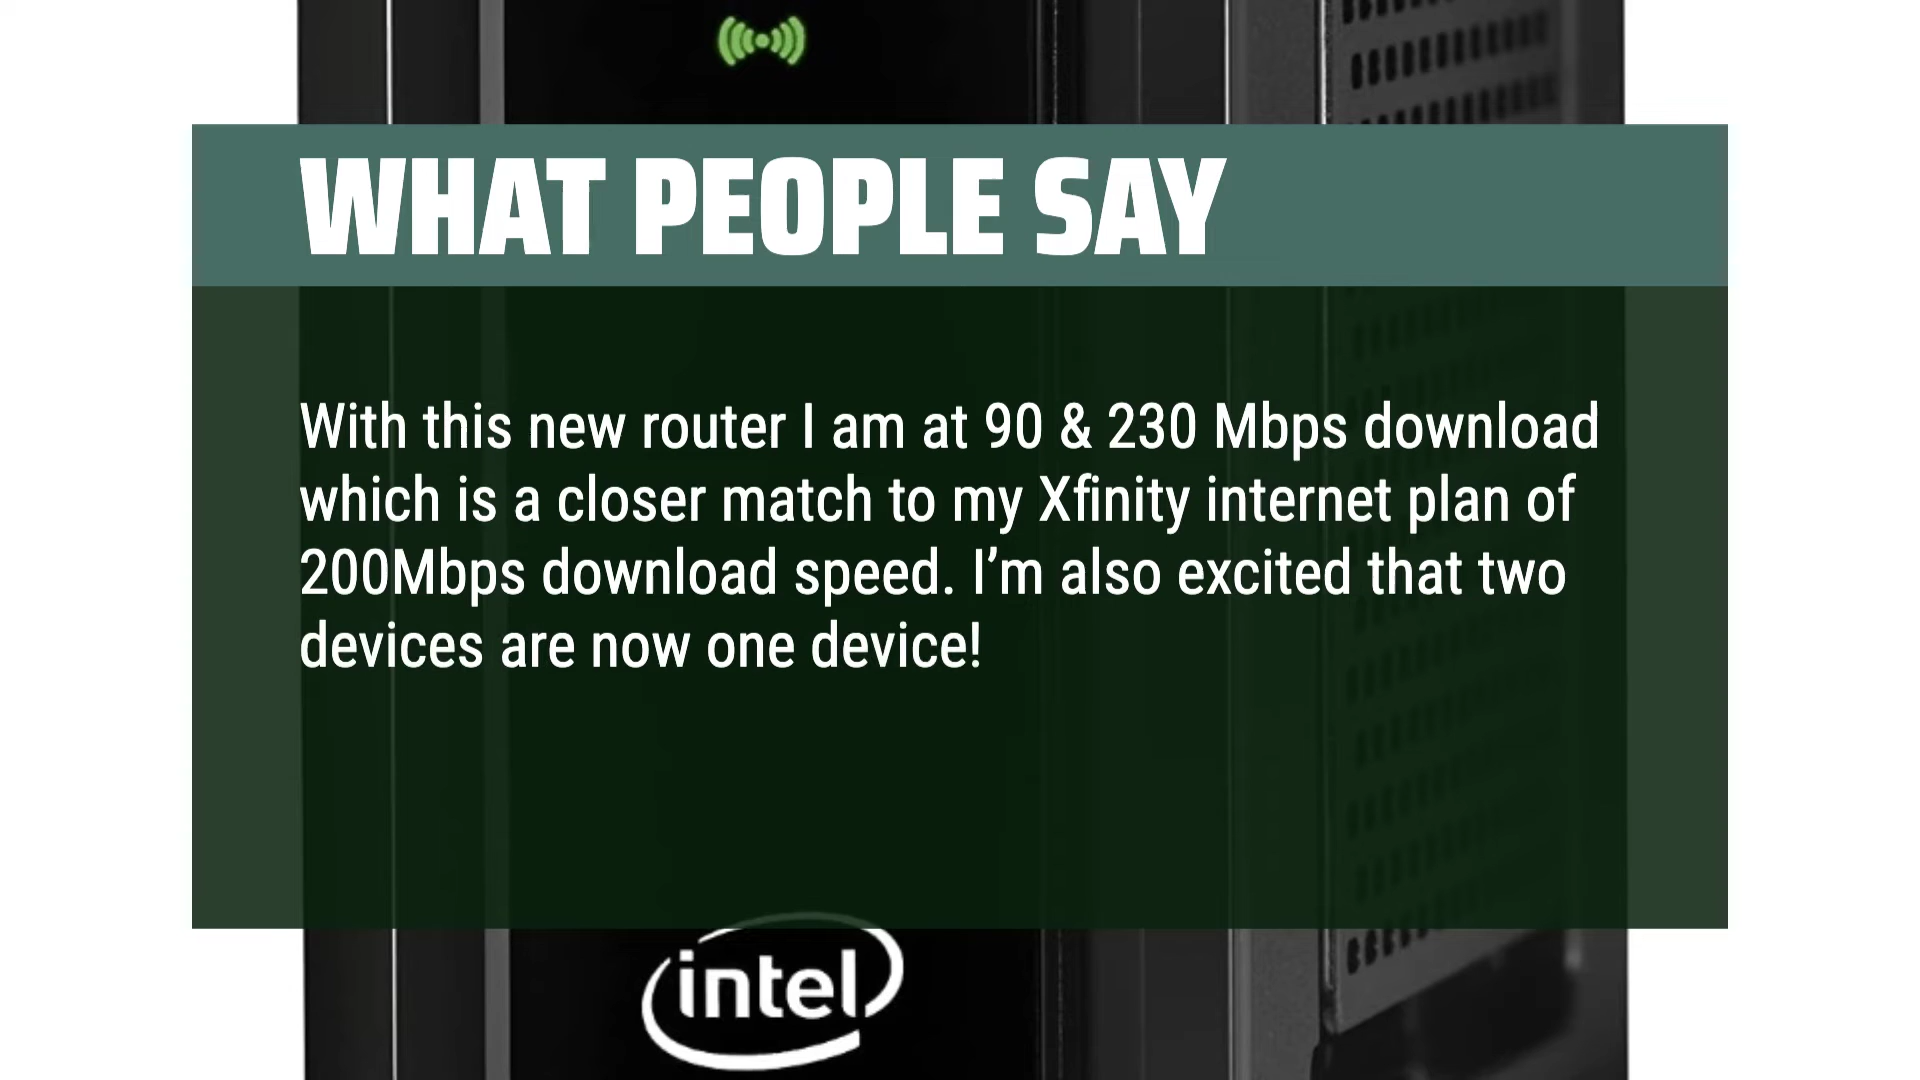 WHAT PEOPLE SAY
With this new router I am at 90 & 230 Mbps download
which is a closer match to my Xfinity internet plan of
200Mbps download speed. I’m also excited that two
devices are now one device!
intel